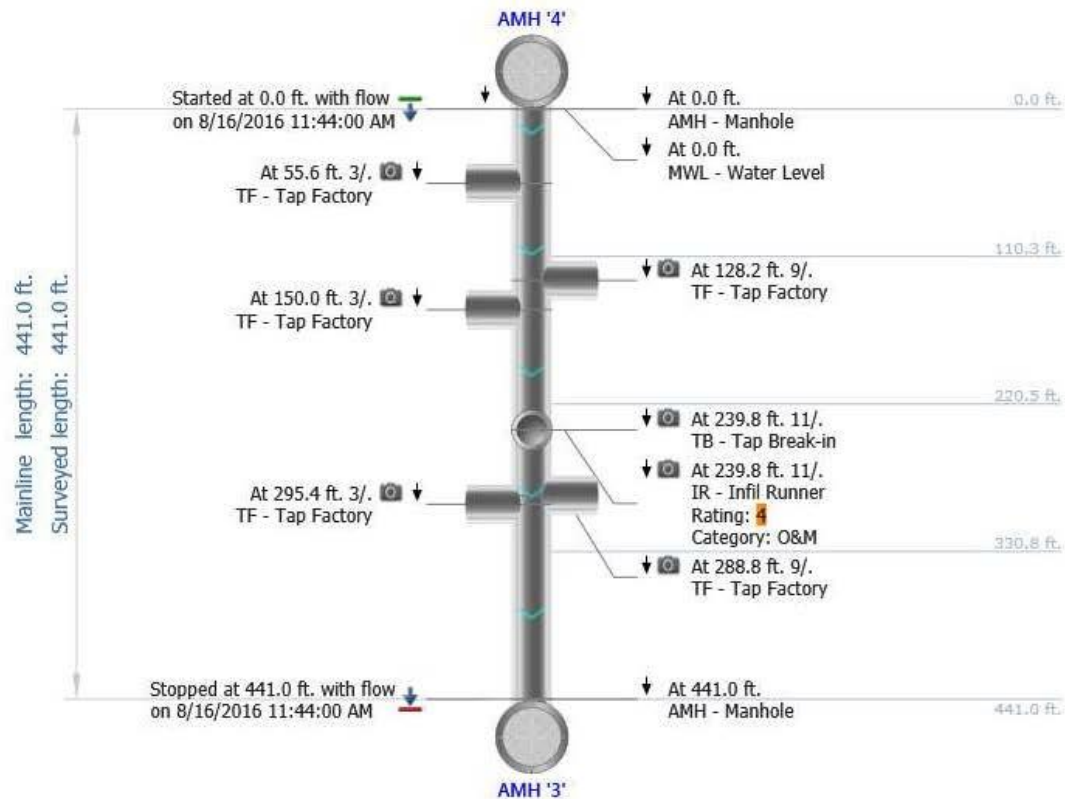 AMH '4'
Started at 0.0 ft. with flow
on 8/16/2016 11:44:00 AM
At 0.0 ft.
AMH - Manhole
0.0 ft.
At 0.0 ft.
MWL - Water Level
At 55.6 ft. 3/.
TF - Tap Factory
110.3 ft.
At 128.2 ft. 9/.
TF - Tap Factory
At 150.0 ft. 3/.
TF - Tap Factory
Mainline length: 441.0 ft.
Surveyed length: 441.0 ft.
220.5 ft.
At 239.8 ft. 11/.
TB - Tap Break-in
At 239.8 ft. 11/.
IR - Infil Runner
Rating: 4
Category: O&M
At 295.4 ft. 3/.
TF - Tap Factory
330.8 ft.
At 288.8 ft. 9/.
TF - Tap Factory
Stopped at 441.0 ft. with flow
on 8/16/2016 11:44:00 AM
At 441.0 ft.
AMH - Manhole
441.0 ft.
AMH '3'